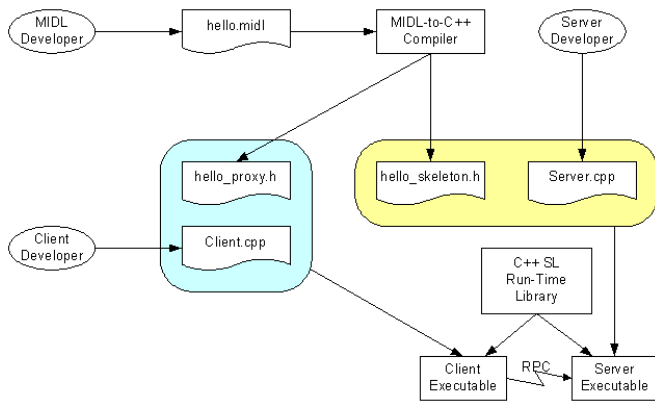 MIDL
Developer
hello.midl
MIDL-to-C++
Compiler
Server
Developer
hello_proxy.h
hello_skeleton.h
Server.cpp
Client
Developer
Client.cpp
C++ SL
Run-Time
Library
Client
Executable
RPC
Server
Executable